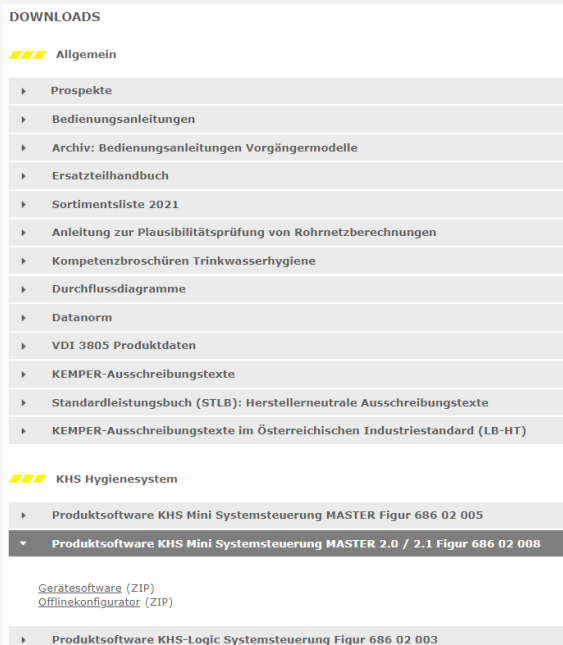 DOWNLOADS
Allgemein
Prospekte
Bedienungsanleitungen
Archiv: Bedienungsanleitungen Vorgängermodelle
Ersatzteilhandbuch
Sortimentsliste 2021
Anleitung zur Plausibilitätsprüfung von Rohrnetzberechnungen
Kompetenzbroschüren Trinkwasserhygiene
Durchflussdiagramme
Datanorm
VDI 3805 Produktdaten
KEMPER-Ausschreibungstexte
Standardleistungsbuch (STLB): Herstellerneutrale Ausschreibungstexte
KEMPER-Ausschreibungstexte im Österreichischen Industriestandard (LB-HT)
KHS Hygienesystem
Produktsoftware KHS Mini Systemsteuerung MASTER Figur 686 02 005
Produktsoftware KHS Mini Systemsteuerung MASTER 2.0 / 2.1 Figur 686 02 008
Gerätesoftware (ZIP)
Offlinekonfigurator (ZIP)
Produktsoftware KHS-Logic Systemsteuerung Figur 686 02 003